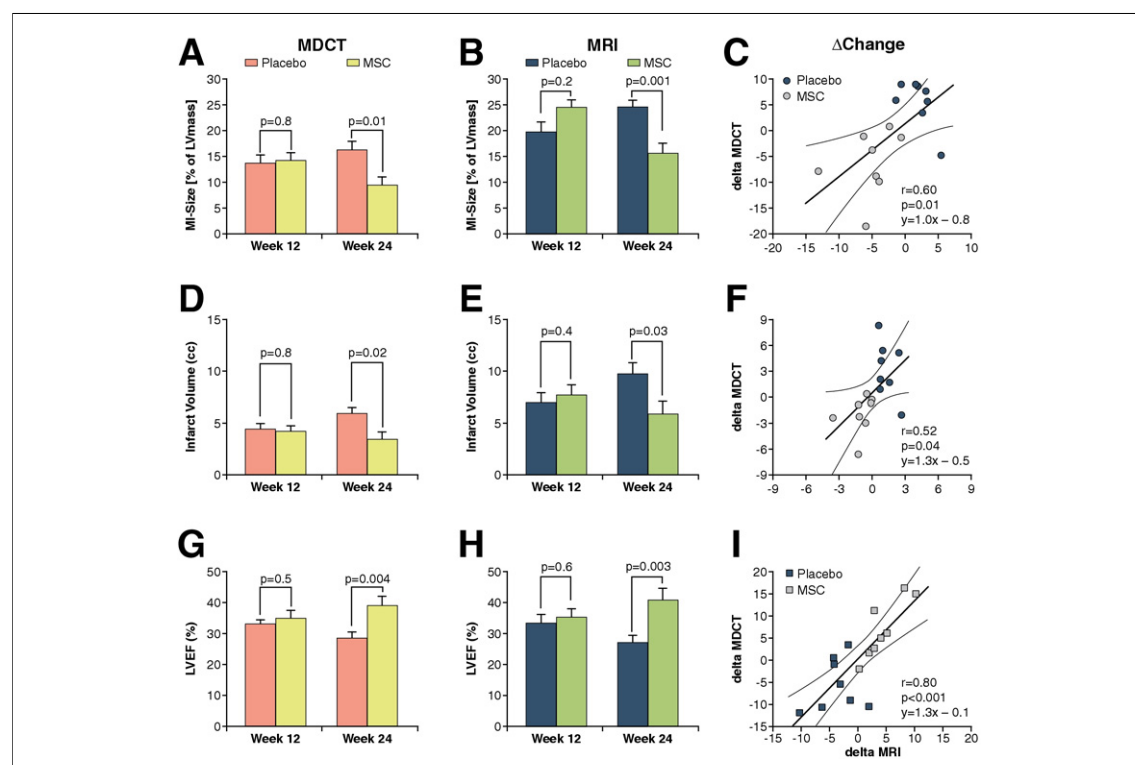 A
MDCT
Placebo
MSC
30
25
20
15
10
5
0
MI-Size [% of LVmass]
p=0.8
p=0.01
Week 12
Week 24
B
MRI
Placebo
MSC
30
25
20
15
10
5
0
MI-Size [% of LVmass]
p=0.2
p=0.001
Week 12
Week 24
C
ΔChange
Placebo
MSC
10
5
0
-5
-10
-15
-20
delta MDCT
r=0.60
p=0.01
y=1.0x – 0.8
-20 -15 -10 -5 0 5 10
D
15
10
5
0
Infarct Volume (cc)
p=0.8
p=0.02
Week 12
Week 24
E
15
10
5
0
Infarct Volume (cc)
p=0.4
p=0.03
Week 12
Week 24
F
9
6
3
0
-3
-6
-9
delta MDCT
r=0.52
p=0.04
y=1.3x – 0.5
-9 -6 -3 0 3 6 9
G
50
40
30
20
10
0
LVEF (%)
p=0.5
p=0.004
Week 12
Week 24
H
50
40
30
20
10
0
LVEF (%)
p=0.6
p=0.003
Week 12
Week 24
I
Placebo
MSC
20
15
10
5
0
-5
-10
-15
delta MDCT
r=0.80
p<0.001
y=1.3x – 0.1
-15 -10 -5 0 5 10 15 20
delta MRI